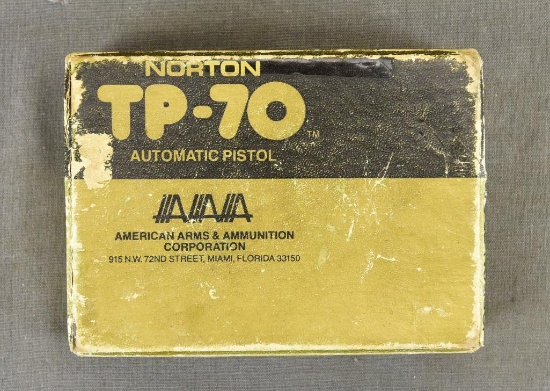 NORTON
TP-70 ™
AUTOMATIC PISTOL
AAA
AMERICAN ARMS & AMMUNITION
CORPORATION
915 N.W. 72ND STREET, MIAMI, FLORIDA 33150